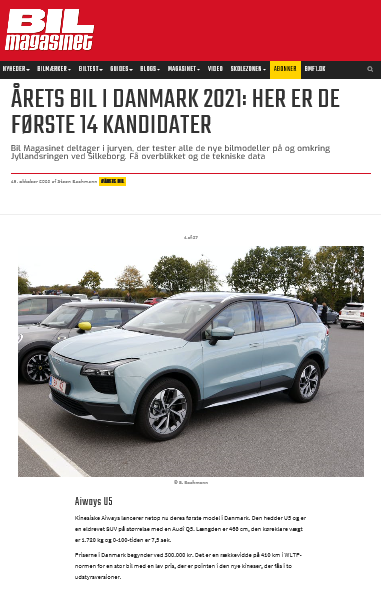 BIL
magasinet
NYHEDER BILMÆRKER BILTEST GUIDES BLOGS MAGASINET VIDEO SKOLEZONEN ABONNER BMFT.DK
ÅRETS BIL I DANMARK 2021: HER ER DE
FØRSTE 14 KANDIDATER
Bil Magasinet deltager i juryen, der tester alle de nye bilmodeller på og omkring
Jyllandsringen ved Silkeborg. Få overblikket og de tekniske data
oktober 2020 af Steen Bachmann #ÅRETS BIL
© S. Bachmann
Aiways U5
Kinesiske Aiways lancerer netop nu deres første model i Danmark. Den hedder U5 og er
en eldrevet SUV på størrelse med en Audi Q5. Længden er 468 cm, den køreklare vægt
er 1.720 kg og 0-100-tiden er 7,5 sek.
Priserne i Danmark begynder ved 300.000 kr. Det er en rækkevidde på 410 km i WLTP-
normen for en stor bil med en lav pris, der er pointen i den nye kineser, der fås i to
udstyrsversioner.